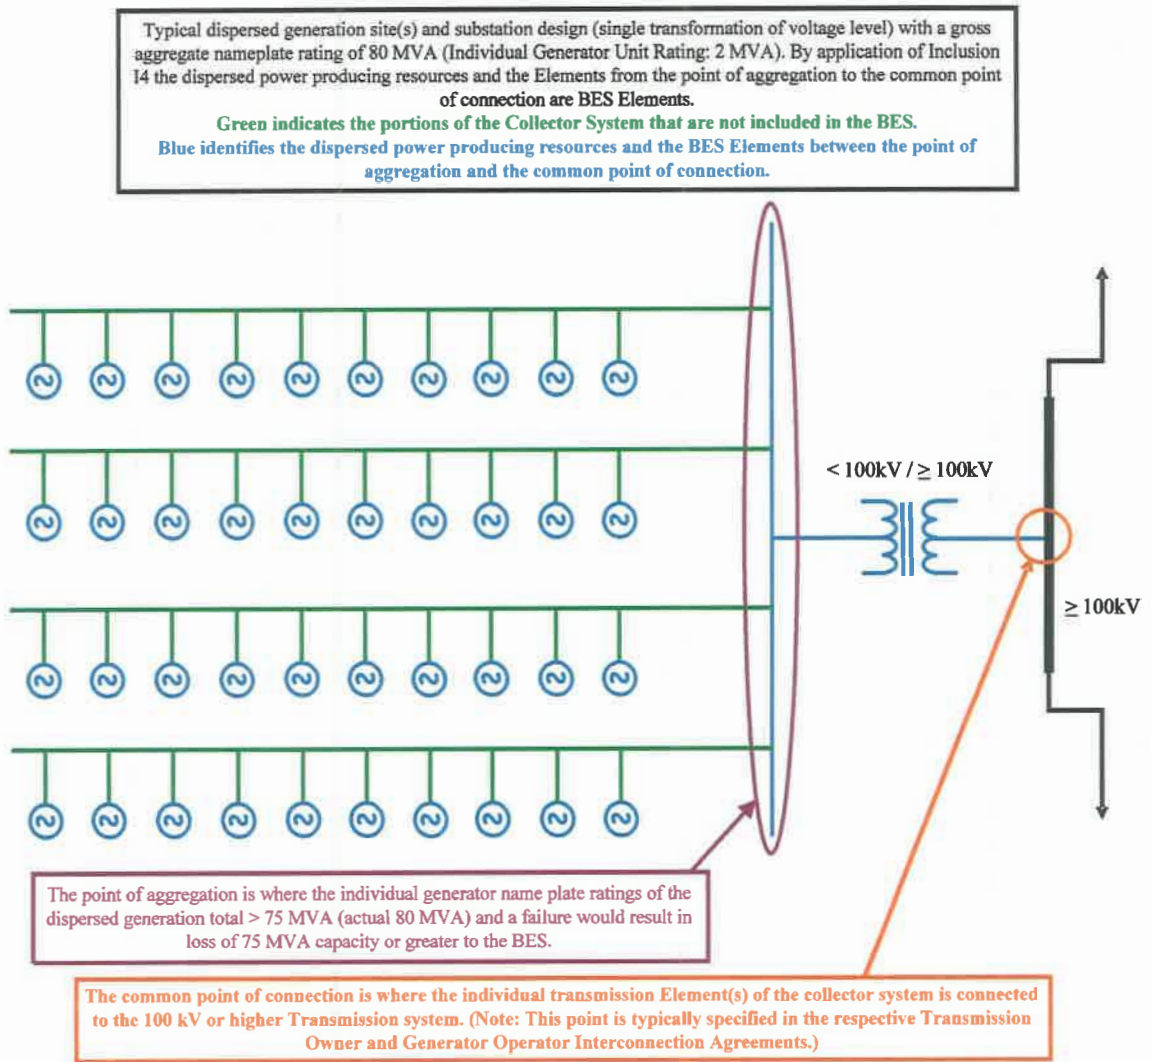 Typical dispersed generation site(s) and substation design (single transformation of voltage level) with a gross
aggregate nameplate rating of 80 MVA (Individual Generator Unit Rating: 2 MVA). By application of Inclusion
I4 the dispersed power producing resources and the Elements from the point of aggregation to the common point
of connection are BES Elements.
Green indicates the portions of the Collector System that are not included in the BES.
Blue identifies the dispersed power producing resources and the BES Elements between the point of
aggregation and the common point of connection.
< 100kV / ≥ 100kV
≥ 100kV
The point of aggregation is where the individual generator name plate ratings of the
dispersed generation total > 75 MVA (actual 80 MVA) and a failure would result in
loss of 75 MVA capacity or greater to the BES.
The common point of connection is where the individual transmission Element(s) of the collector system is connected
to the 100 kV or higher Transmission system. (Note: This point is typically specified in the respective Transmission
Owner and Generator Operator Interconnection Agreements.)